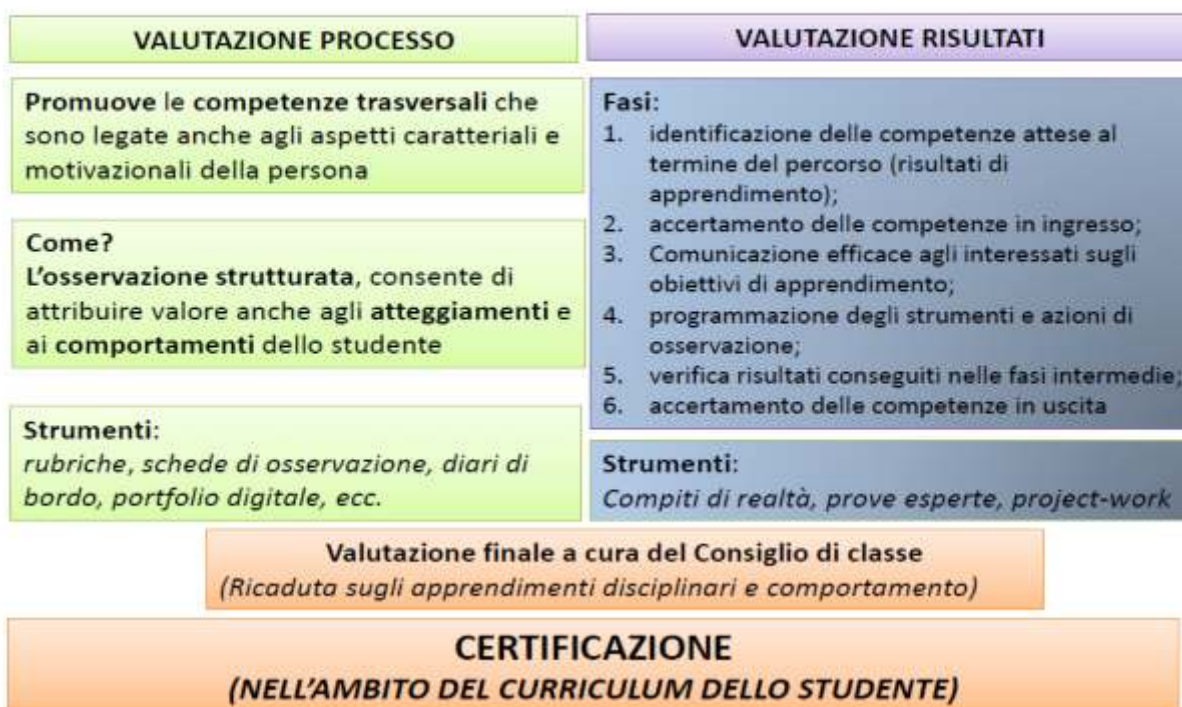 VALUTAZIONE PROCESSO
Promuove le competenze trasversali che
sono legate anche agli aspetti caratteriali e
motivazionali della persona
Come?
L'osservazione strutturata, consente di
attribuire valore anche agli atteggiamenti e
ai comportamenti dello studente
Strumenti:
rubriche, schede di osservazione, diari di
bordo, portfolio digitale, ecc.
VALUTAZIONE RISULTATI
Fasi:
1. identificazione delle competenze attese al
termine del percorso (risultati di
apprendimento);
2. accertamento delle competenze in ingresso;
3. Comunicazione efficace agli interessati sugli
obiettivi di apprendimento;
4. programmazione degli strumenti e azioni di
osservazione;
5. verifica risultati conseguiti nelle fasi intermedie;
6. accertamento delle competenze in uscita
Strumenti:
Compiti di realtà, prove esperte, project-work
Valutazione finale a cura del Consiglio di classe
(Ricaduta sugli apprendimenti disciplinari e comportamento)
CERTIFICAZIONE
(NELL'AMBITO DEL CURRICULUM DELLO STUDENTE)